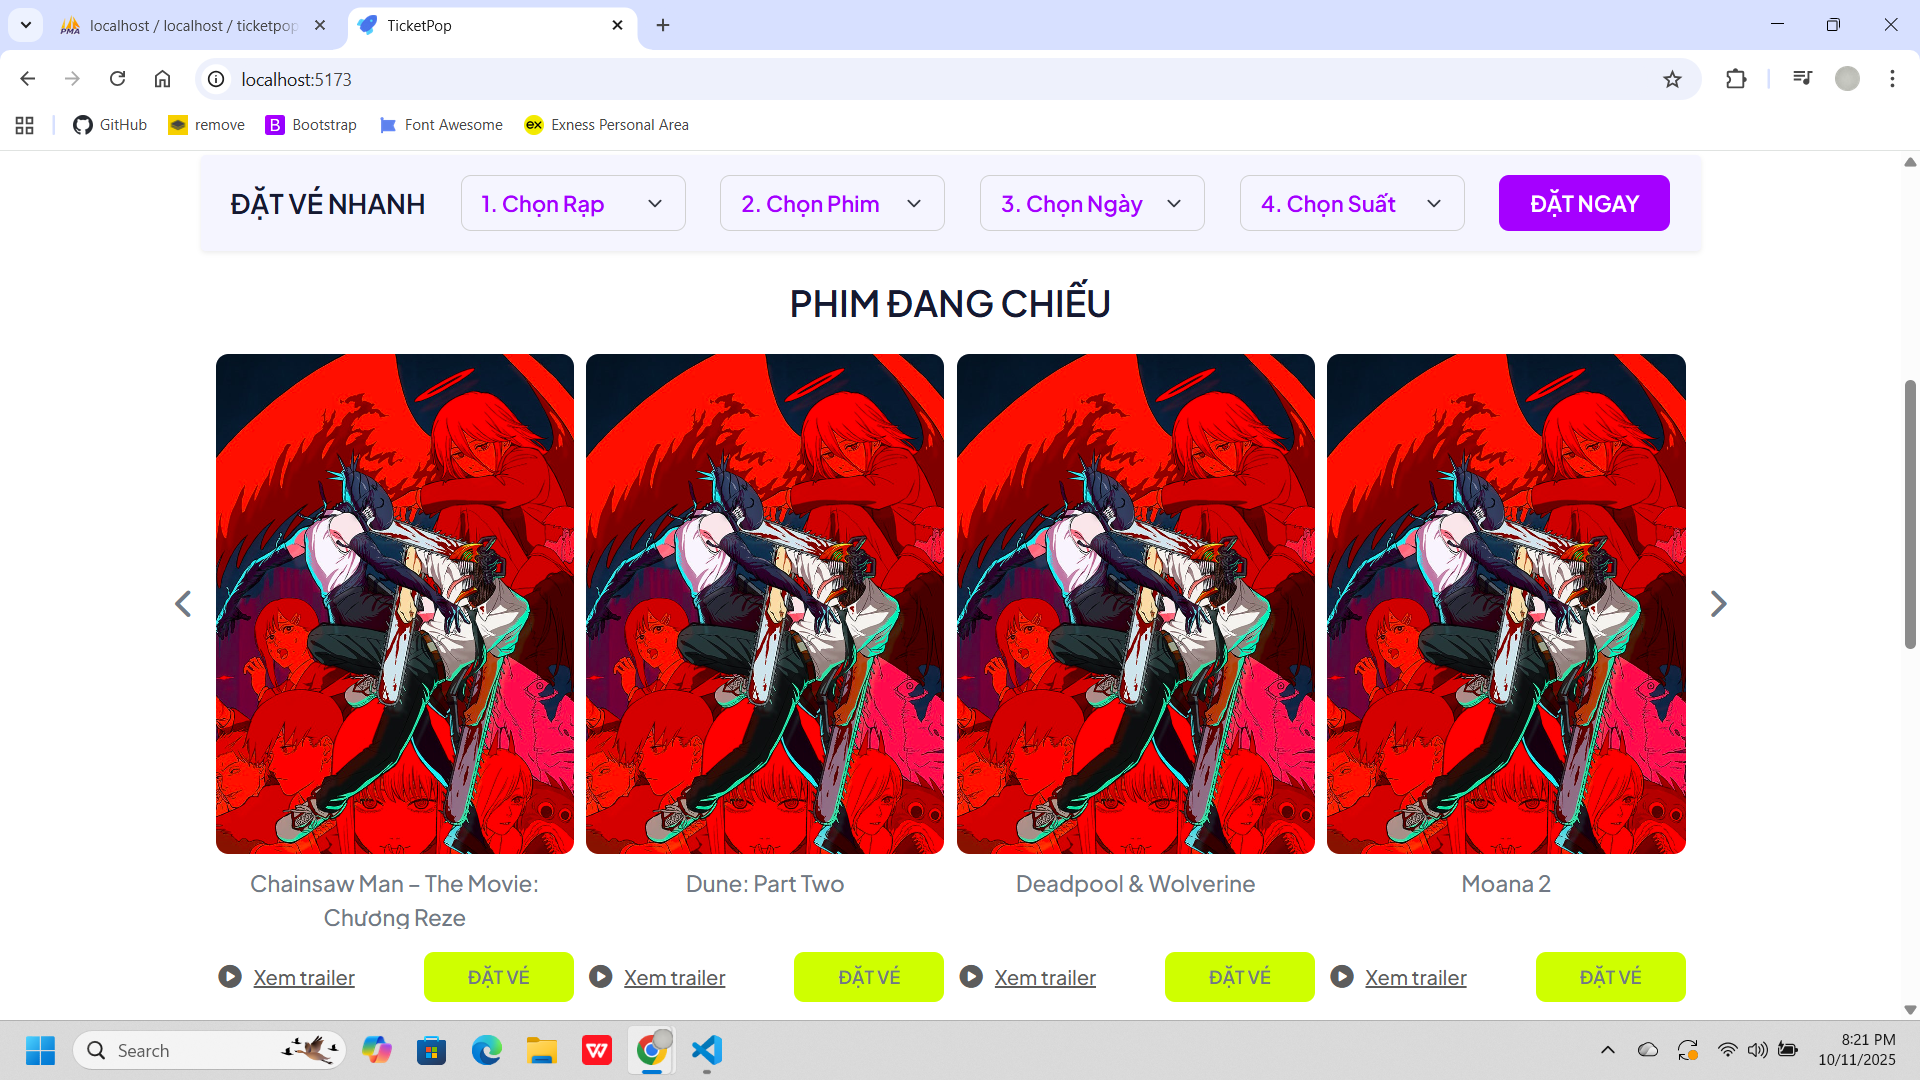 localhost / localhost / ticketpop
TicketPop
localhost:5173
GitHub
remove
Bootstrap
Font Awesome
Exness Personal Area
ĐẶT VÉ NHANH
1. Chọn Rạp
2. Chọn Phim
3. Chọn Ngày
4. Chọn Suất
ĐẶT NGAY
PHIM ĐANG CHIẾU
Chainsaw Man – The Movie:
Chương Reze
Dune: Part Two
Deadpool & Wolverine
Moana 2
Xem trailer
ĐẶT VÉ
Xem trailer
ĐẶT VÉ
Xem trailer
ĐẶT VÉ
Xem trailer
ĐẶT VÉ
Search
8:21 PM
10/11/2025